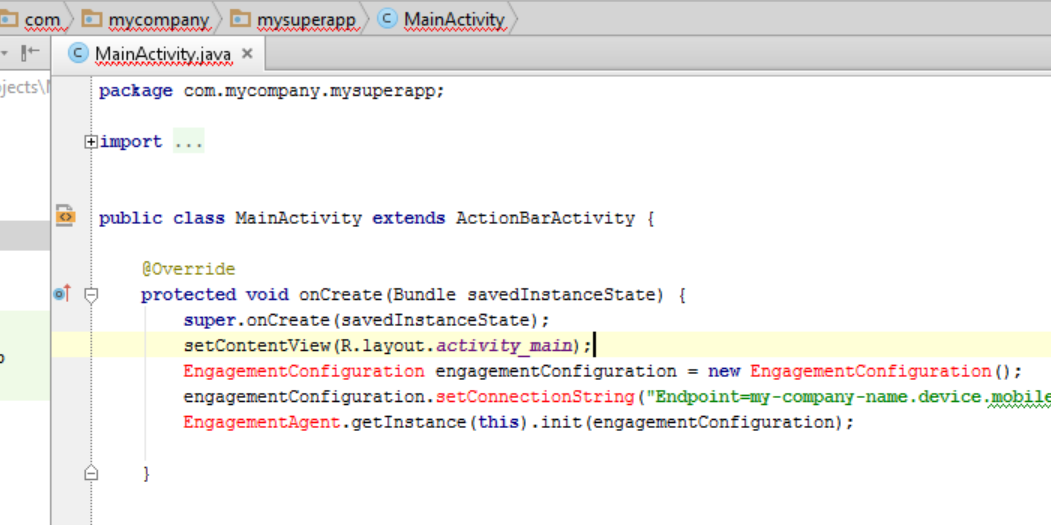 com mycompany mysuperapp C MainActivity
C MainActivity.java ×
package com.mycompany.mysuperapp;
import ...
public class MainActivity extends ActionBarActivity {
@Override
protected void onCreate(Bundle savedInstanceState) {
super.onCreate(savedInstanceState);
setContentView(R.layout.activity_main);
EngagementConfiguration engagementConfiguration = new EngagementConfiguration();
engagementConfiguration.setConnectionString("Endpoint=my-company-name.device.mobile
EngagementAgent.getInstance(this).init(engagementConfiguration);
}